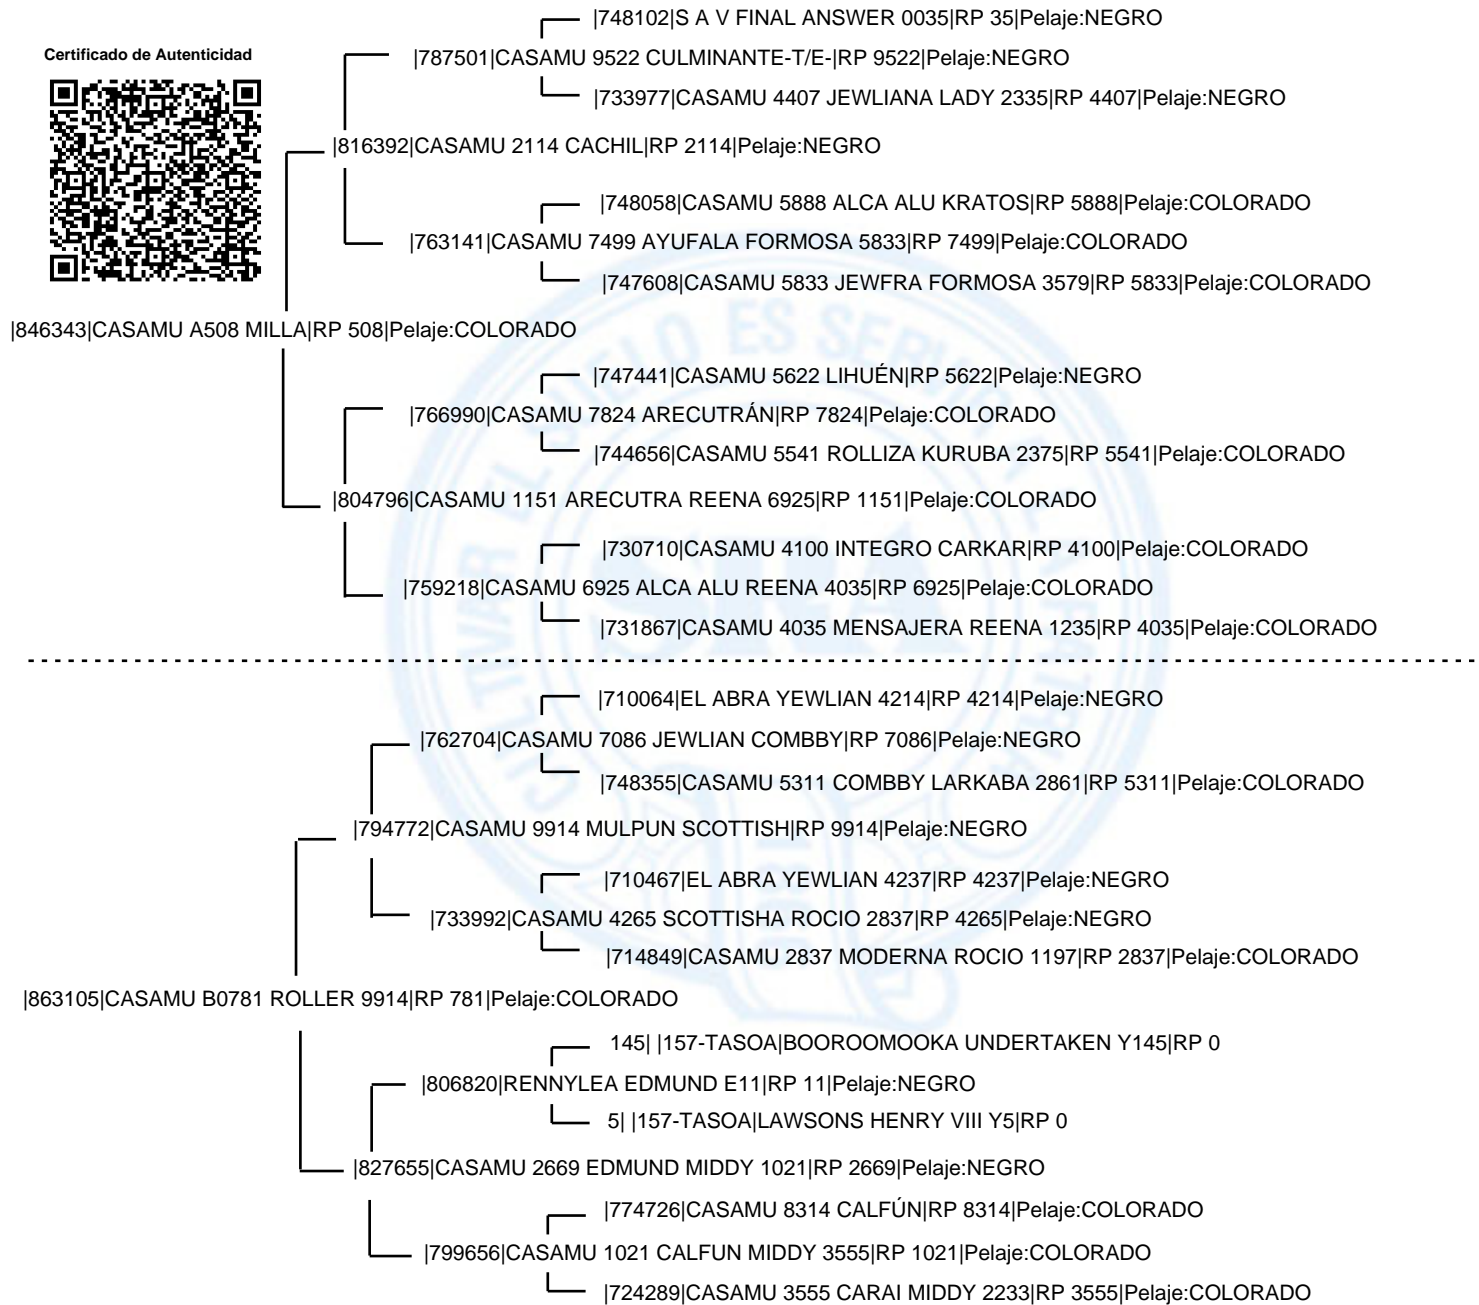 |748102|S A V FINAL ANSWER 0035|RP 35|Pelaje:NEGRO
Certificado de Autenticidad
|787501|CASAMU 9522 CULMINANTE-T/E-|RP 9522|Pelaje:NEGRO
|733977|CASAMU 4407 JEWLIANA LADY 2335|RP 4407|Pelaje:NEGRO
|816392|CASAMU 2114 CACHIL|RP 2114|Pelaje:NEGRO
|748058|CASAMU 5888 ALCA ALU KRATOS|RP 5888|Pelaje:COLORADO
|763141|CASAMU 7499 AYUFALA FORMOSA 5833|RP 7499|Pelaje:COLORADO
|747608|CASAMU 5833 JEWFRA FORMOSA 3579|RP 5833|Pelaje:COLORADO
|846343|CASAMU A508 MILLA|RP 508|Pelaje:COLORADO
|747441|CASAMU 5622 LIHUÉN|RP 5622|Pelaje:NEGRO
|766990|CASAMU 7824 ARECUTRÁN|RP 7824|Pelaje:COLORADO
|744656|CASAMU 5541 ROLLIZA KURUBA 2375|RP 5541|Pelaje:COLORADO
|804796|CASAMU 1151 ARECUTRA REENA 6925|RP 1151|Pelaje:COLORADO
|730710|CASAMU 4100 INTEGRO CARKAR|RP 4100|Pelaje:COLORADO
|759218|CASAMU 6925 ALCA ALU REENA 4035|RP 6925|Pelaje:COLORADO
|731867|CASAMU 4035 MENSAJERA REENA 1235|RP 4035|Pelaje:COLORADO
|710064|EL ABRA YEWLIAN 4214|RP 4214|Pelaje:NEGRO
|762704|CASAMU 7086 JEWLIAN COMBBY|RP 7086|Pelaje:NEGRO
|748355|CASAMU 5311 COMBBY LARKABA 2861|RP 5311|Pelaje:COLORADO
|794772|CASAMU 9914 MULPUN SCOTTISH|RP 9914|Pelaje:NEGRO
|710467|EL ABRA YEWLIAN 4237|RP 4237|Pelaje:NEGRO
|733992|CASAMU 4265 SCOTTISHA ROCIO 2837|RP 4265|Pelaje:NEGRO
|714849|CASAMU 2837 MODERNA ROCIO 1197|RP 2837|Pelaje:COLORADO
|863105|CASAMU B0781 ROLLER 9914|RP 781|Pelaje:COLORADO
145| |157-TASOA|BOOROOMOOKA UNDERTAKEN Y145|RP 0
|806820|RENNYLEA EDMUND E11|RP 11|Pelaje:NEGRO
5| |157-TASOA|LAWSONS HENRY VIII Y5|RP 0
|827655|CASAMU 2669 EDMUND MIDDY 1021|RP 2669|Pelaje:NEGRO
|774726|CASAMU 8314 CALFÚN|RP 8314|Pelaje:COLORADO
|799656|CASAMU 1021 CALFUN MIDDY 3555|RP 1021|Pelaje:COLORADO
|724289|CASAMU 3555 CARAI MIDDY 2233|RP 3555|Pelaje:COLORADO
CULTIVAR EL SUELO ES SERVIR A LA PATRIA